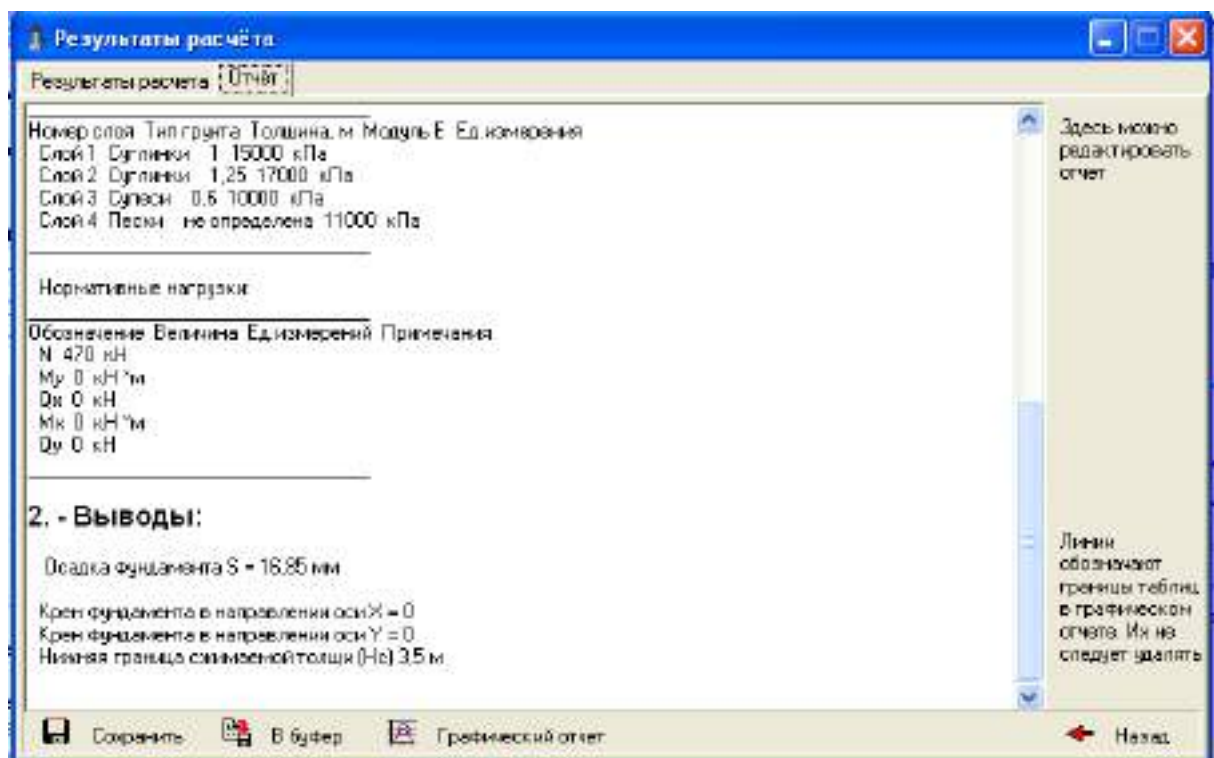 Результаты расчёта
Результаты расчета Отчёт
Номер слоя Тип грунта Толщина, м Модуль Е Ед.измерения
Слой 1 Суглинки 1 15000 кПа
Слой 2 Суглинки 1,25 17000 кПа
Слой 3 Супеси 0.6 10000 кПа
Слой 4 Пески не определена 11000 кПа
Нормативные нагрузки
Обозначение Величина Ед.измерений Примечания
N 470 кН
My 0 кН*м
Qx 0 кН
Mx 0 кН*м
Qy 0 кН
2. - Выводы:
Осадка фундамента S = 16,85 мм
Крен фундамента в направлении оси X = 0
Крен фундамента в направлении оси Y = 0
Нижняя граница сжимаемой толщи (Hc) 3,5 м
Здесь можно
редактировать
отчет
Линии
обозначают
границы таблиц
в графическом
отчете. Их не
следует удалять
Сохранить В буфер Графический отчет Назад